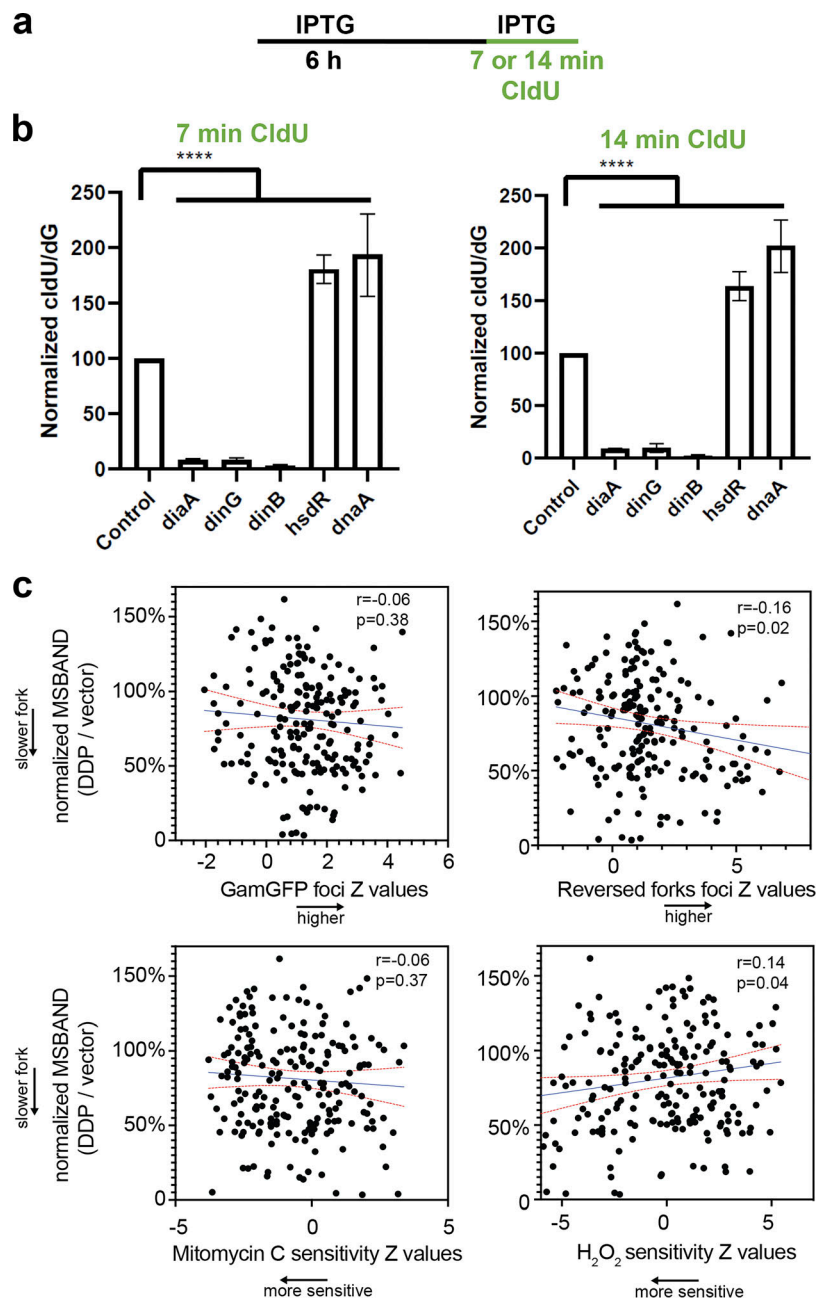 a
IPTG
IPTG
6 h
7 or 14 min
CldU
b
7 min CldU
14 min CldU
****
****
Normalized cIdU/dG
250
200
150
100
50
0
Control
diaA
dinG
dinB
hsdR
dnaA
Normalized cIdU/dG
250
200
150
100
50
0
Control
diaA
dinG
dinB
hsdR
dnaA
c
slower fork
normalized MSBAND
(DDP / vector)
150%
100%
50%
0
r=-0.06
p=0.38
-2
0
2
4
6
GamGFP foci Z values
higher
150%
100%
50%
0
r=-0.16
p=0.02
0
5
Reversed forks foci Z values
higher
slower fork
normalized MSBAND
(DDP / vector)
150%
100%
50%
0
r=-0.06
p=0.37
-5
0
5
Mitomycin C sensitivity Z values
more sensitive
150%
100%
50%
0
r=0.14
p=0.04
-5
0
5
H2O2 sensitivity Z values
more sensitive